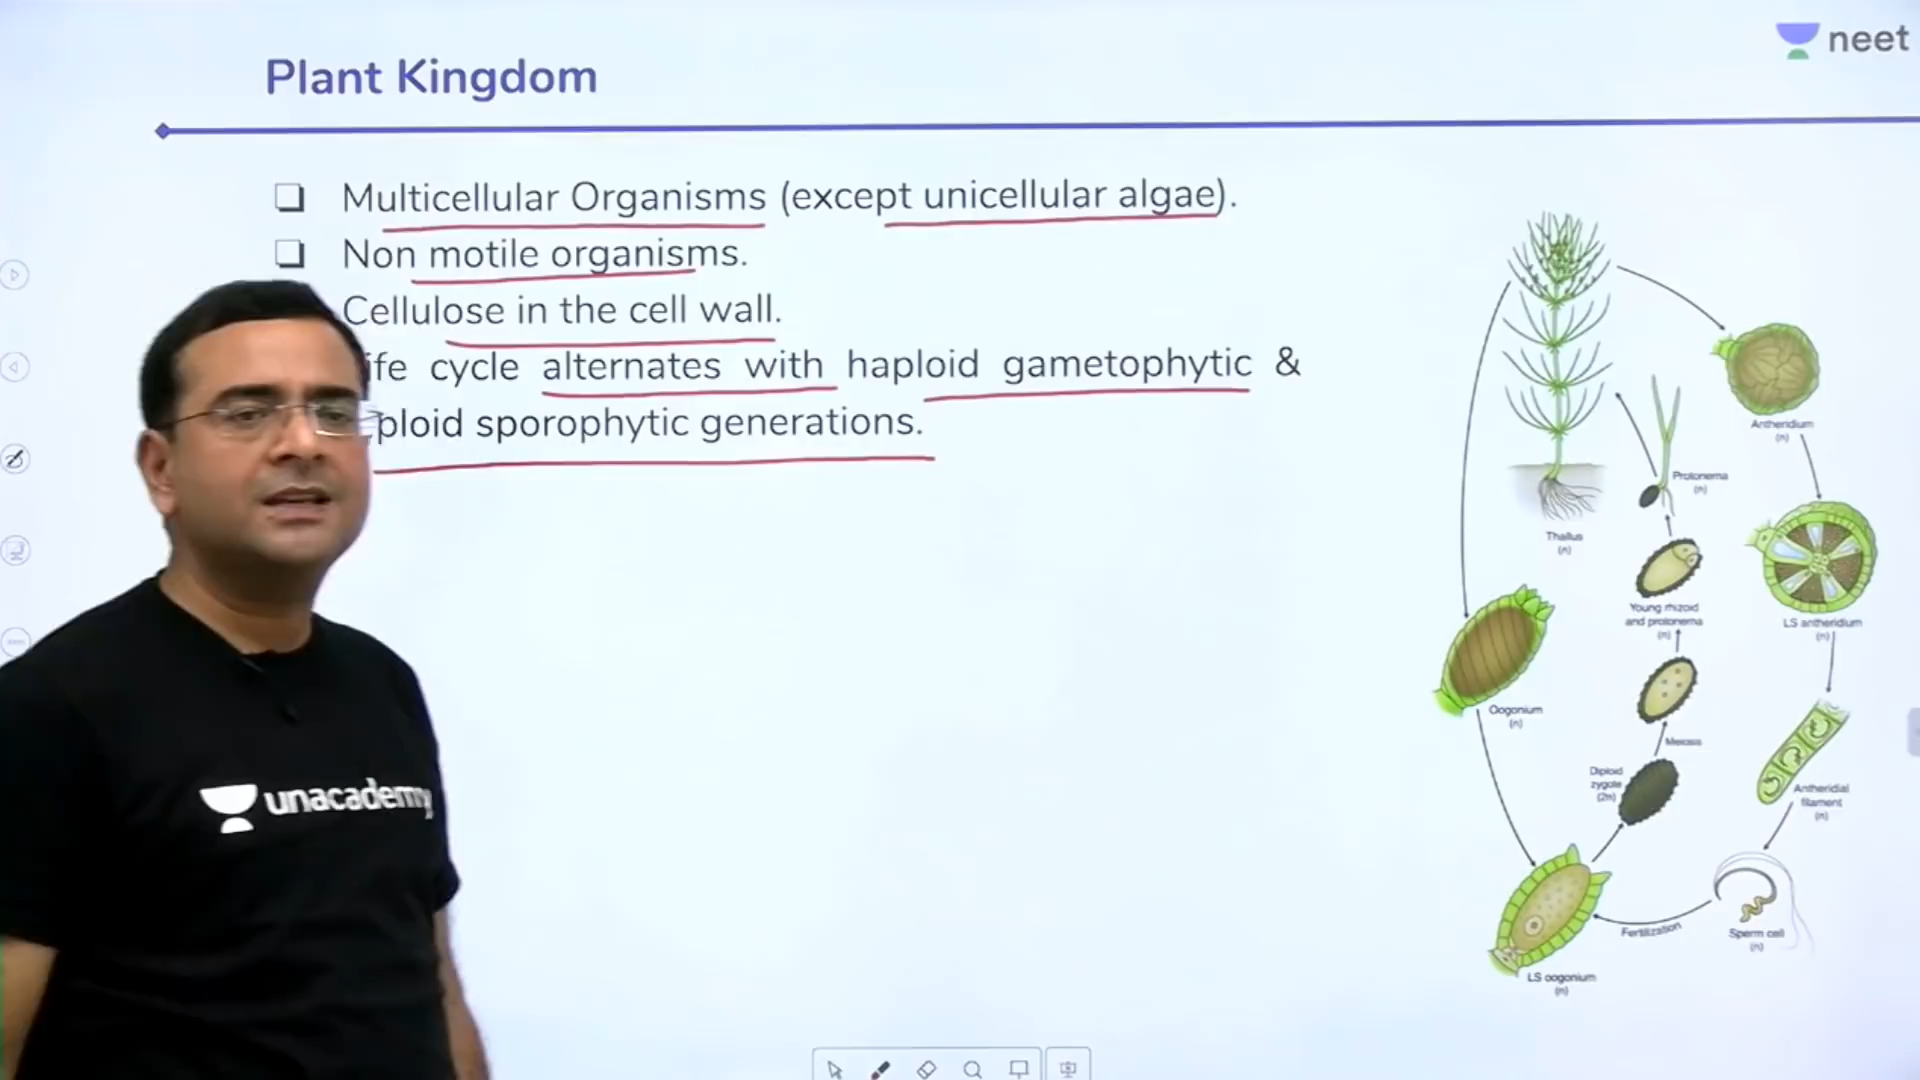 neet
Plant Kingdom
Multicellular Organisms (except unicellular algae).
Non motile organisms.
Cellulose in the cell wall.
ife cycle alternates with haploid gametophytic &
ploid sporophytic generations.
Antheridium
(n)
Protonema
(n)
Thallus
(n)
Young rhizoid
and protonema
(n)
LS antheridium
(n)
Oogonium
(n)
Meiosis
Diploid
zygote
(2n)
Antheridial
filament
(n)
Fertilization
Sperm cell
(n)
LS oogonium
(n)
unacademy